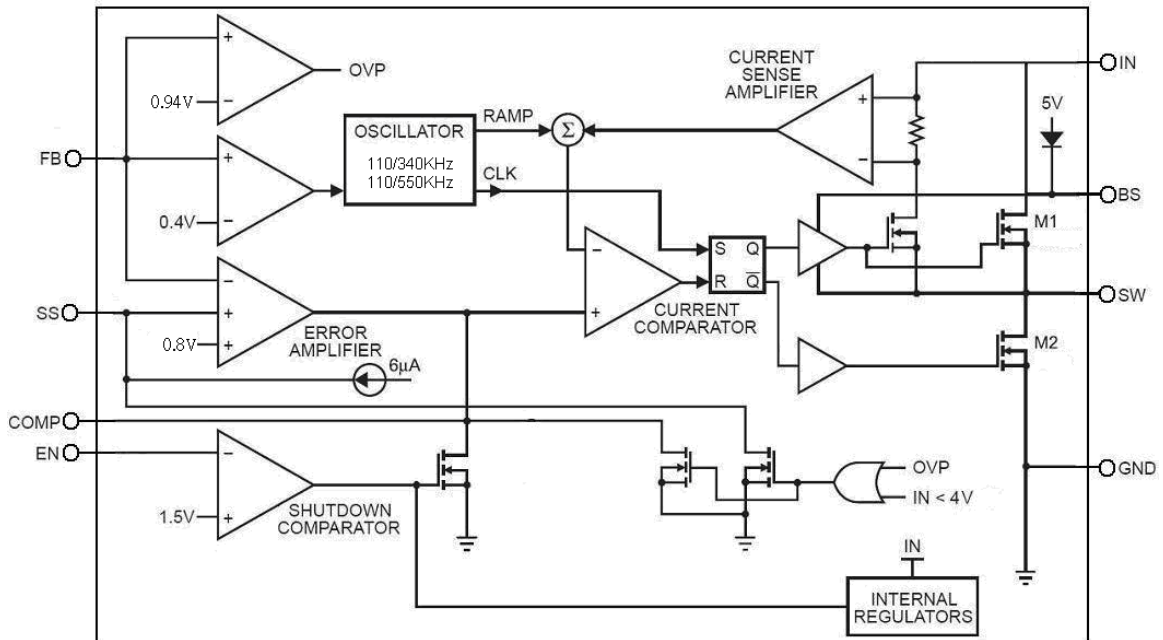 OVP
0.94V
FB
0.4V
OSCILLATOR
110/340KHz
110/550KHz
RAMP
CLK
Σ
CURRENT
SENSE
AMPLIFIER
IN
5V
BS
M1
S Q
R Q̅
CURRENT
COMPARATOR
SW
M2
SS
0.8V
ERROR
AMPLIFIER
6µA
COMP
EN
1.5V
SHUTDOWN
COMPARATOR
OVP
IN < 4V
GND
IN
INTERNAL
REGULATORS
+
−
+
−
−
+
+
−
+
+
−
−
+